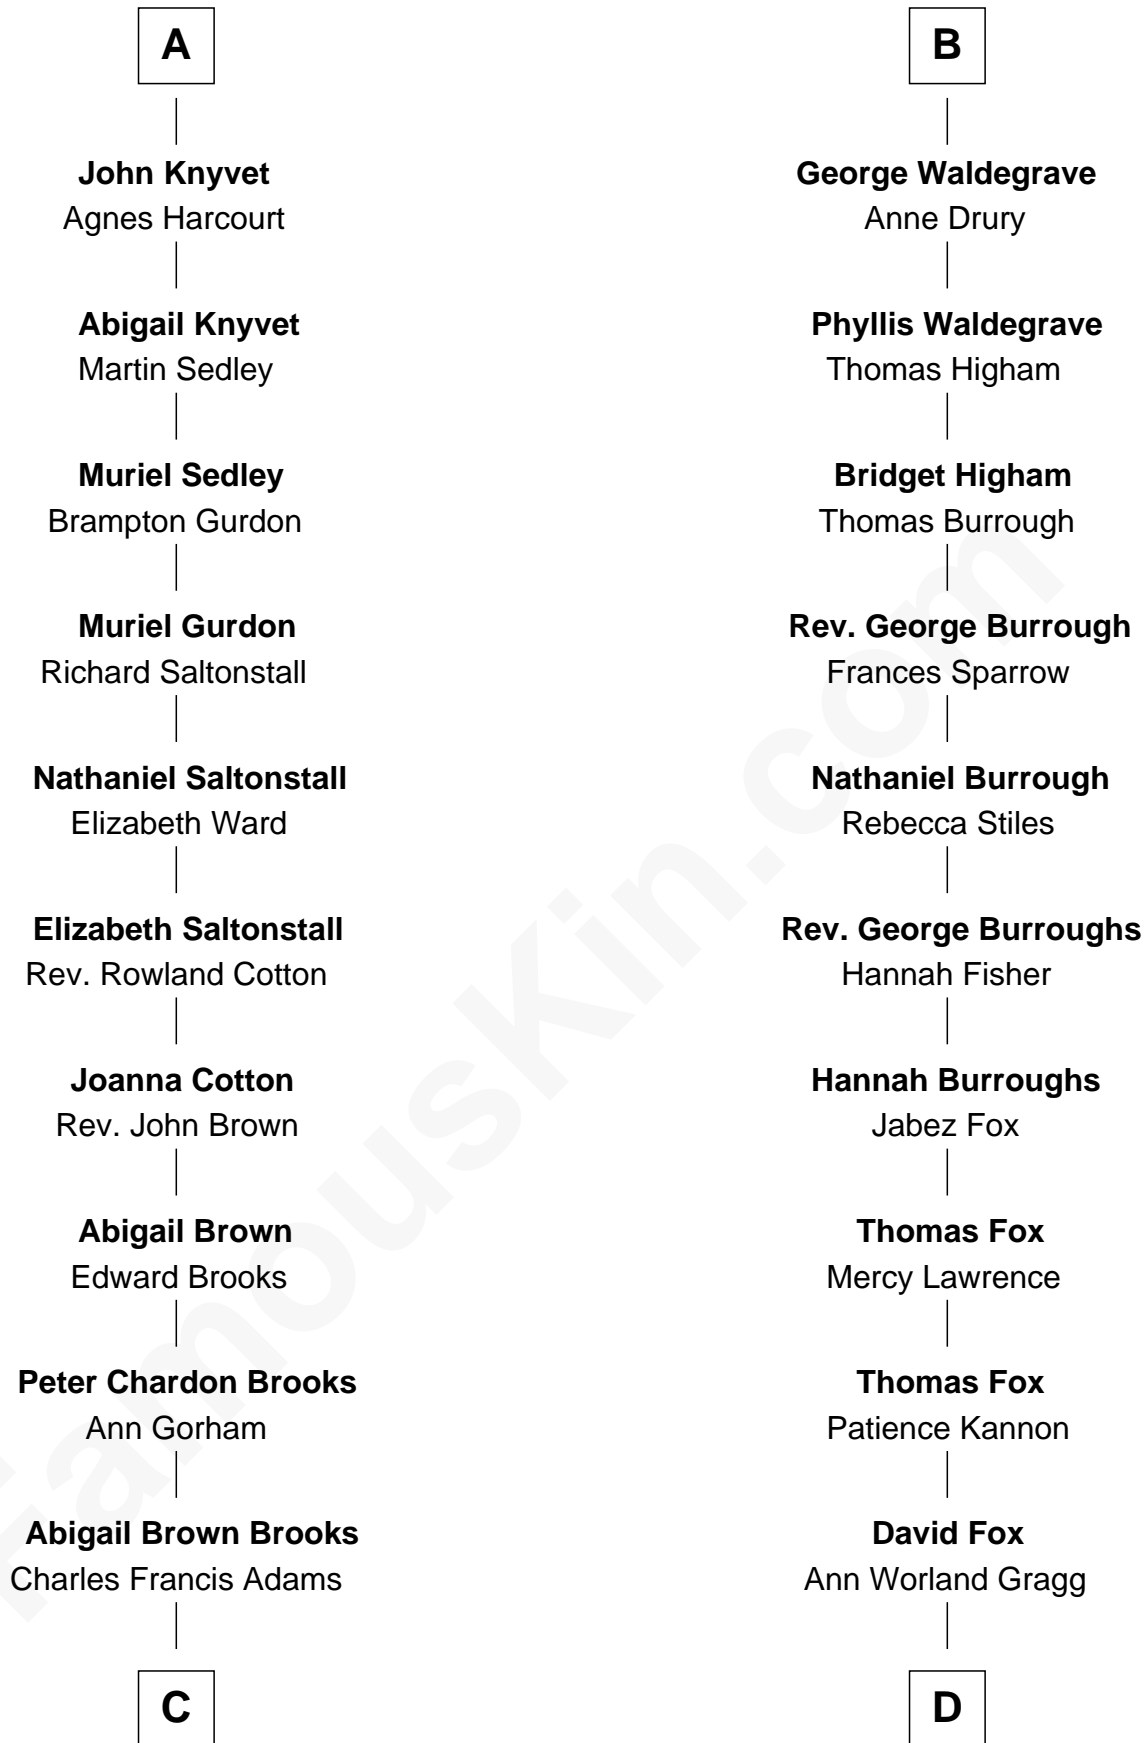 A
John Knyvet
Agnes Harcourt
Abigail Knyvet
Martin Sedley
Muriel Sedley
Brampton Gurdon
Muriel Gurdon
Richard Saltonstall
Nathaniel Saltonstall
Elizabeth Ward
Elizabeth Saltonstall
Rev. Rowland Cotton
Joanna Cotton
Rev. John Brown
Abigail Brown
Edward Brooks
Peter Chardon Brooks
Ann Gorham
Abigail Brown Brooks
Charles Francis Adams
C
B
George Waldegrave
Anne Drury
Phyllis Waldegrave
Thomas Higham
Bridget Higham
Thomas Burrough
Rev. George Burrough
Frances Sparrow
Nathaniel Burrough
Rebecca Stiles
Rev. George Burroughs
Hannah Fisher
Hannah Burroughs
Jabez Fox
Thomas Fox
Mercy Lawrence
Thomas Fox
Patience Kannon
David Fox
Ann Worland Gragg
D
FamousKin.com